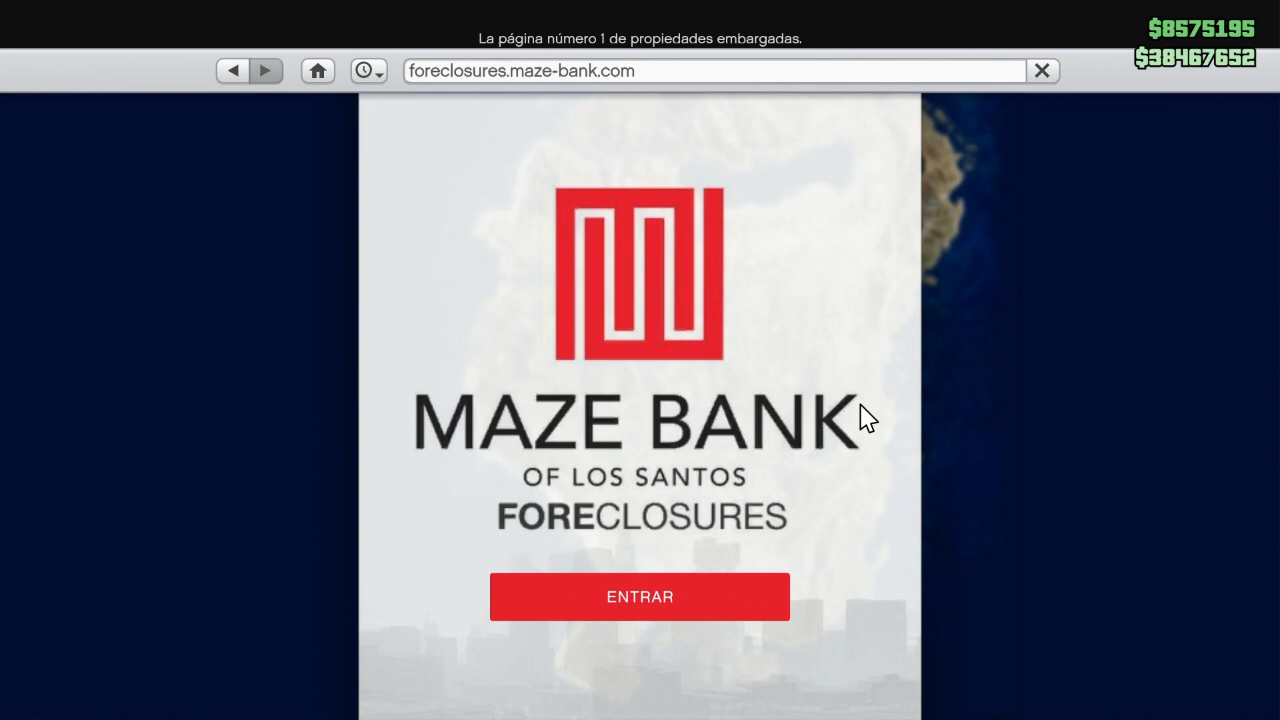 La página número 1 de propiedades embargadas.
$8575195
$38467652
foreclosures.maze-bank.com
MAZE BANK
OF LOS SANTOS
FORECLOSURES
ENTRAR